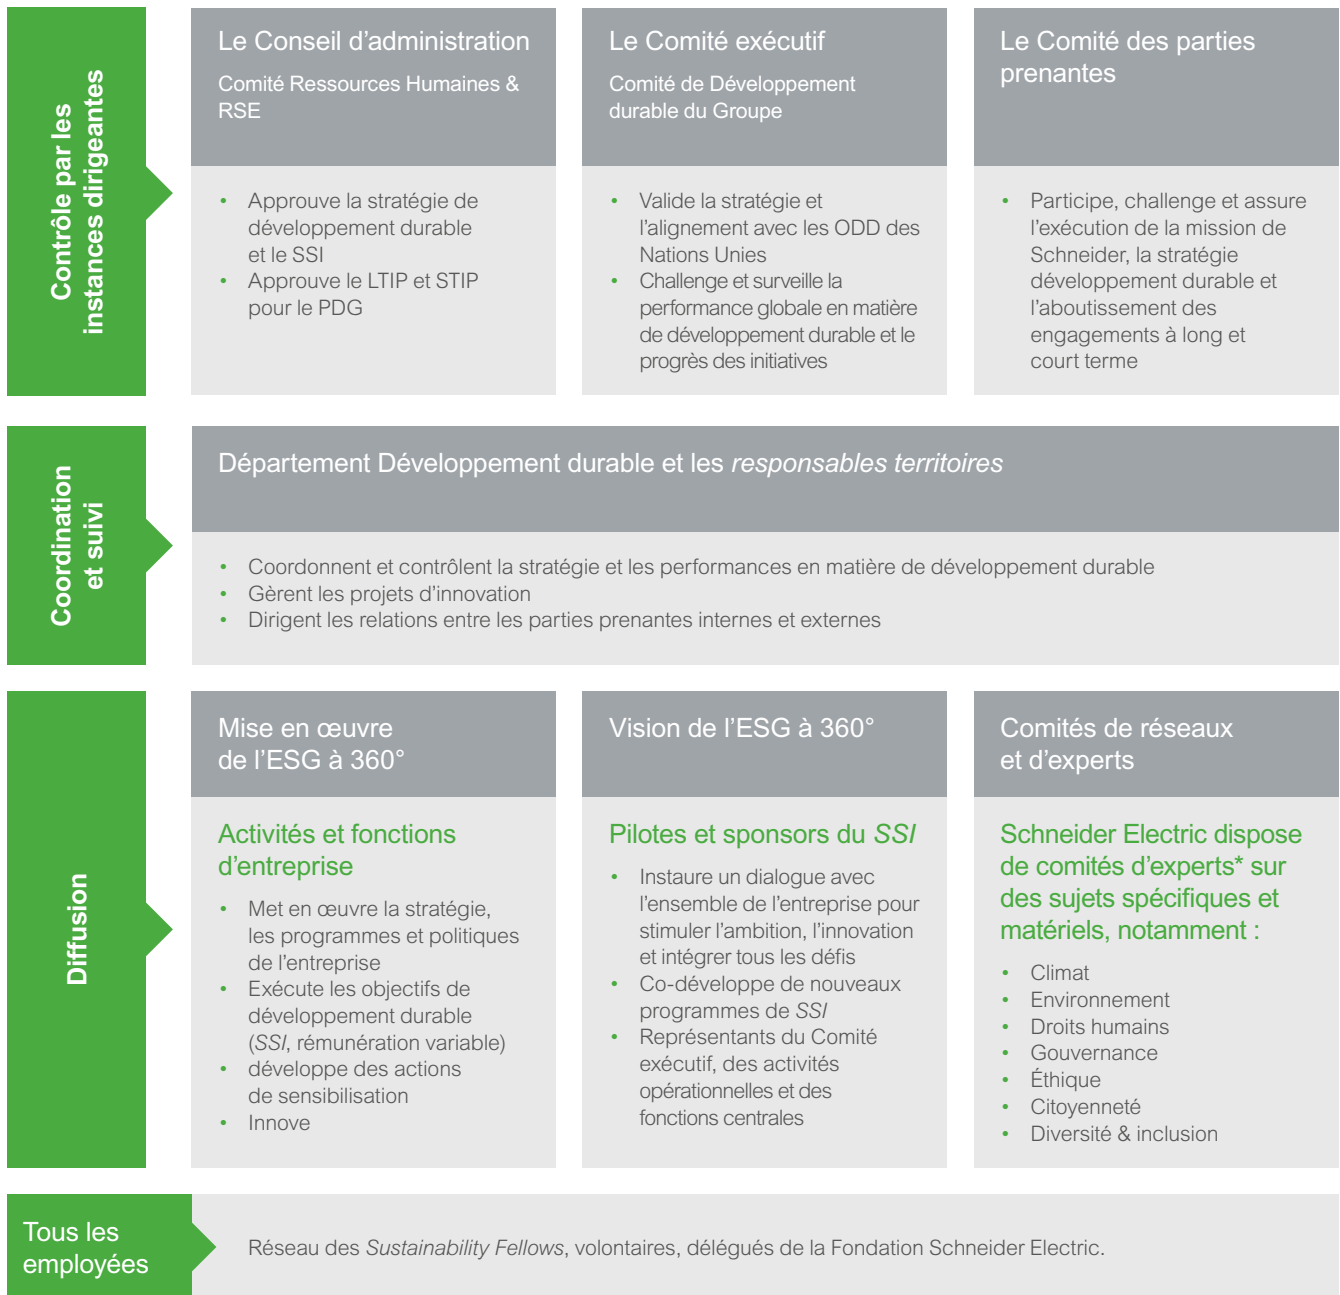 Contrôle par les
instances dirigeantes
Le Conseil d’administration
Comité Ressources Humaines &
RSE
• Approuve la stratégie de
développement durable
et le SSI
• Approuve le LTIP et STIP
pour le PDG
Le Comité exécutif
Comité de Développement
durable du Groupe
• Valide la stratégie et
l’alignement avec les ODD des
Nations Unies
• Challenge et surveille la
performance globale en matière
de développement durable et le
progrès des initiatives
Le Comité des parties
prenantes
• Participe, challenge et assure
l’exécution de la mission de
Schneider, la stratégie
développement durable et
l’aboutissement des
engagements à long et
court terme
Coordination
et suivi
Département Développement durable et les responsables territoires
• Coordonnent et contrôlent la stratégie et les performances en matière de développement durable
• Gèrent les projets d’innovation
• Dirigent les relations entre les parties prenantes internes et externes
Diffusion
Mise en œuvre
de l’ESG à 360°
Activités et fonctions
d’entreprise
• Met en œuvre la stratégie,
les programmes et politiques
de l’entreprise
• Exécute les objectifs de
développement durable
(SSI, rémunération variable)
• développe des actions
de sensibilisation
• Innove
Vision de l’ESG à 360°
Pilotes et sponsors du SSI
• Instaure un dialogue avec
l’ensemble de l’entreprise pour
stimuler l’ambition, l’innovation
et intégrer tous les défis
• Co-développe de nouveaux
programmes de SSI
• Représentants du Comité
exécutif, des activités
opérationnelles et des
fonctions centrales
Comités de réseaux
et d’experts
Schneider Electric dispose
de comités d’experts* sur
des sujets spécifiques et
matériels, notamment :
• Climat
• Environnement
• Droits humains
• Gouvernance
• Éthique
• Citoyenneté
• Diversité & inclusion
Tous les
employées
Réseau des Sustainability Fellows, volontaires, délégués de la Fondation Schneider Electric.